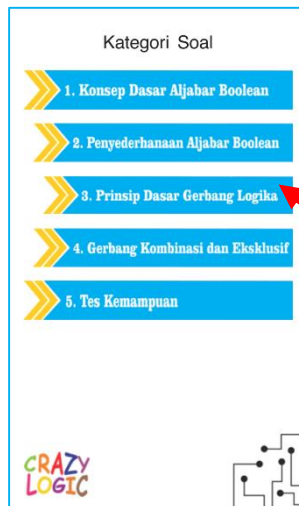 Kategori Soal
1. Konsep Dasar Aljabar Boolean
2. Penyederhanaan Aljabar Boolean
3. Prinsip Dasar Gerbang Logika
4. Gerbang Kombinasi dan Eksklusif
5. Tes Kemampuan
CRAZY
LOGIC